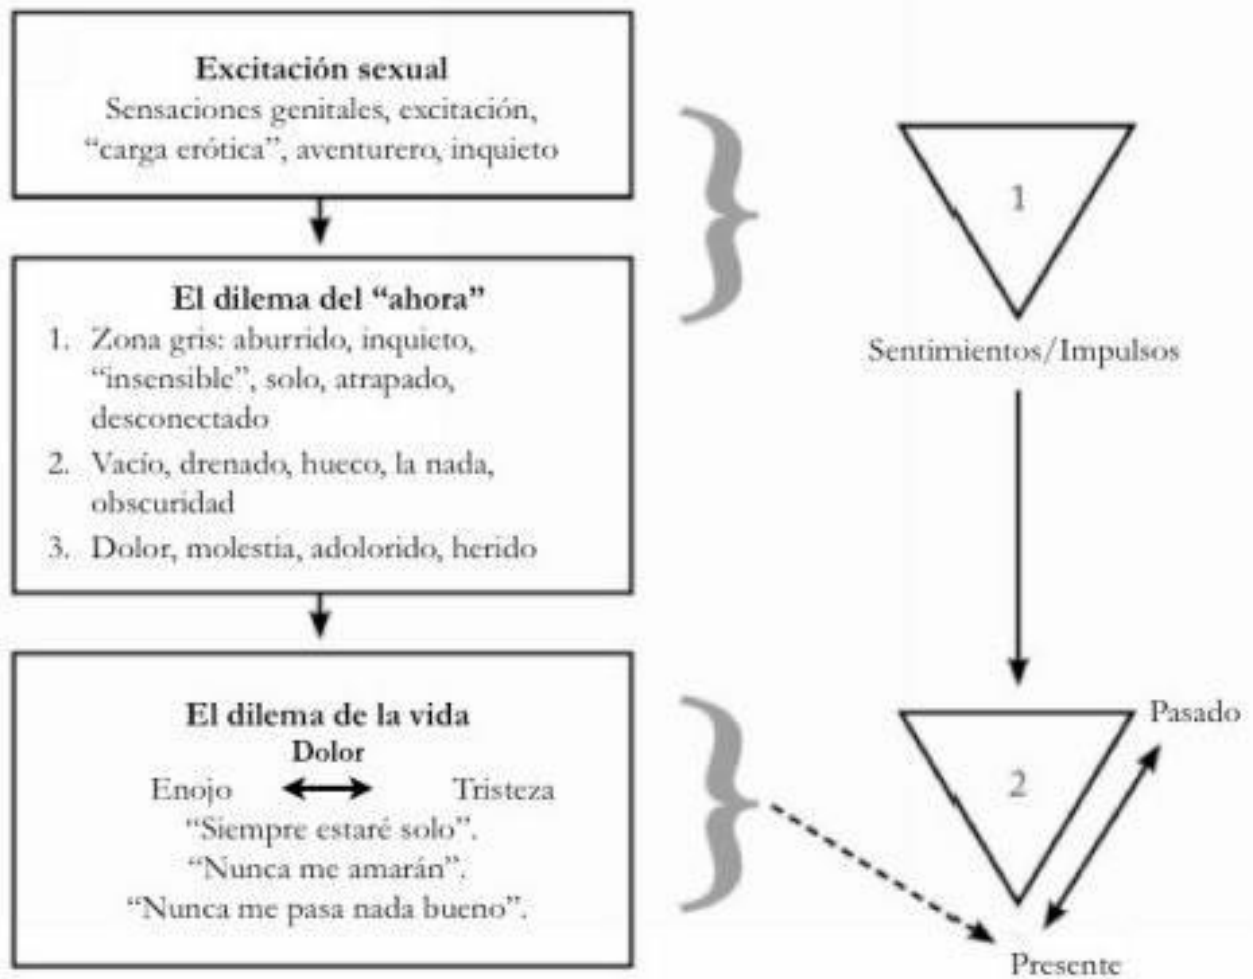 Excitación sexual
Sensaciones genitales, excitación,
“carga erótica”, aventurero, inquieto
El dilema del “ahora”
1. Zona gris: aburrido, inquieto,
“insensible”, solo, atrapado,
desconectado
2. Vacío, drenado, hueco, la nada,
obscuridad
3. Dolor, molestia, adolorido, herido
El dilema de la vida
Dolor
Enojo Tristeza
“Siempre estaré solo”.
“Nunca me amarán”.
“Nunca me pasa nada bueno”.
1
Sentimientos/Impulsos
2
Pasado
Presente